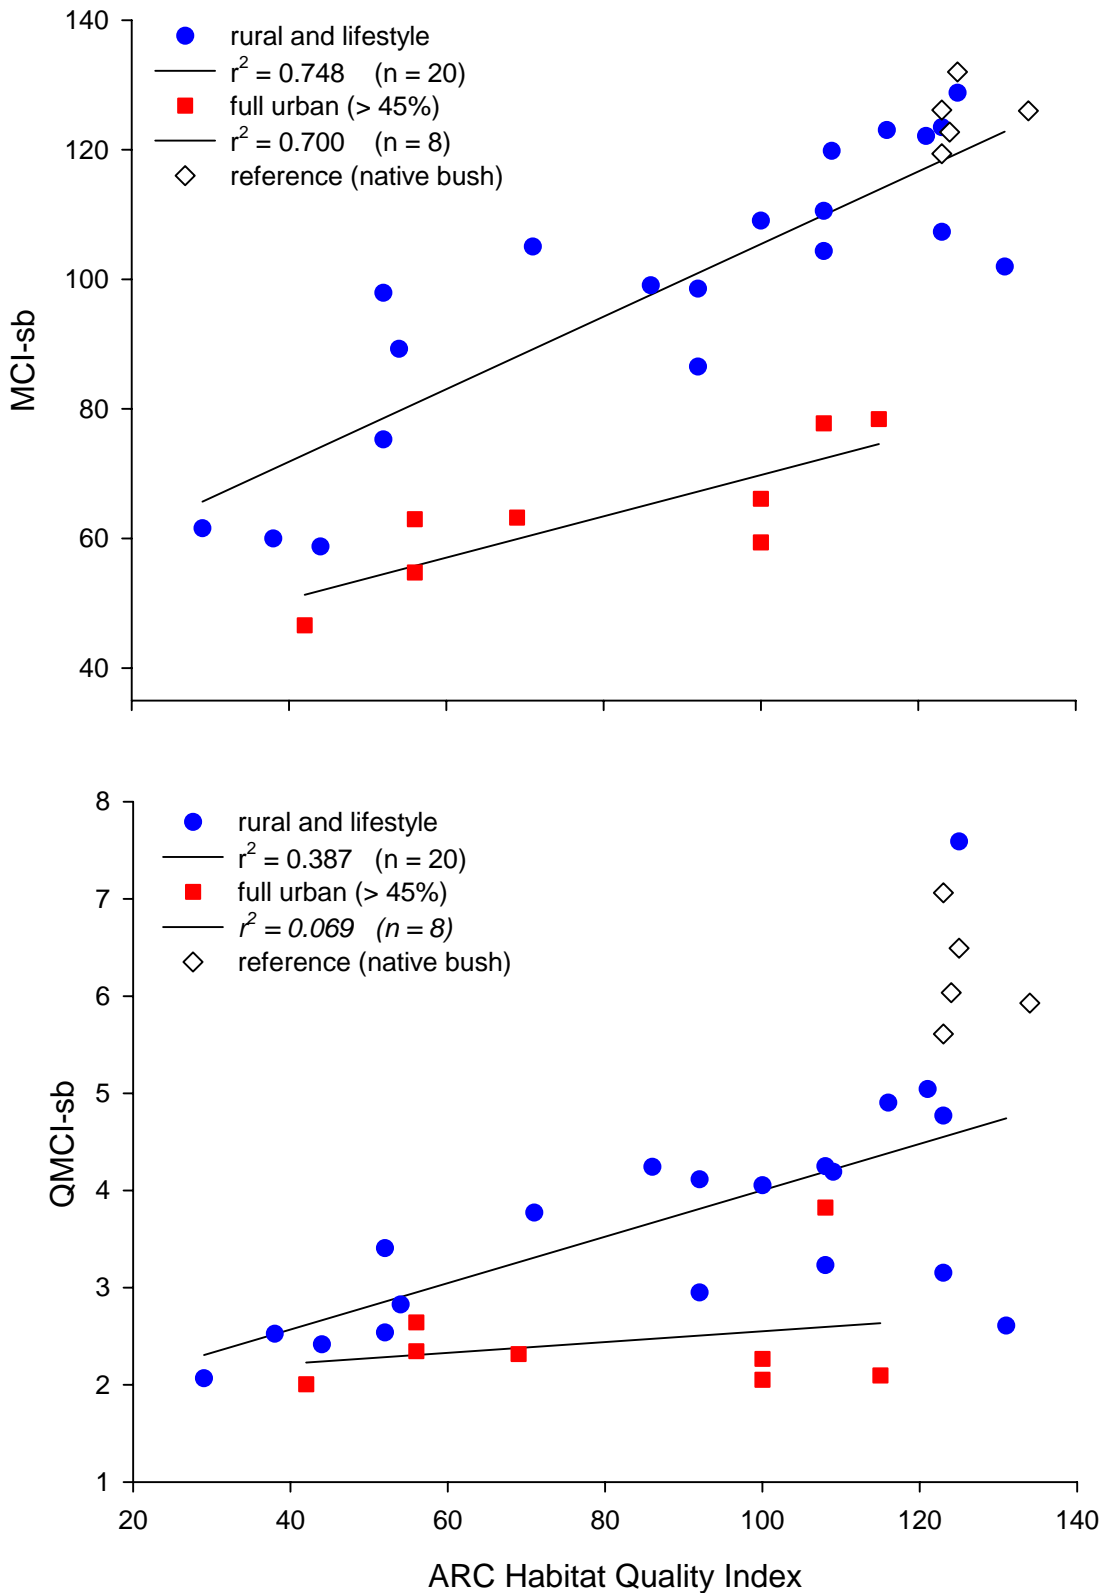 140
120
100
80
60
40
MCI-sb
rural and lifestyle
r² = 0.748 (n = 20)
full urban (> 45%)
r² = 0.700 (n = 8)
reference (native bush)
8
7
6
5
4
3
2
1
QMCI-sb
rural and lifestyle
r² = 0.387 (n = 20)
full urban (> 45%)
r² = 0.069 (n = 8)
reference (native bush)
20 40 60 80 100 120 140
ARC Habitat Quality Index